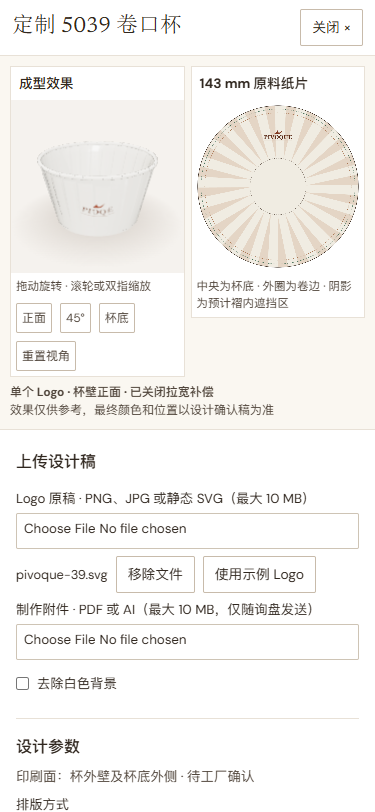 定制 5039 卷口杯
关闭 ×
成型效果
PIVOQUE
拖动旋转 · 滚轮或双指缩放
正面
45°
杯底
重置视角
143 mm 原料纸片
PIVOQUE
中央为杯底 · 外圈为卷边 · 阴影
为预计褶内遮挡区
单个 Logo · 杯壁正面 · 已关闭拉宽补偿
效果仅供参考，最终颜色和位置以设计确认稿为准
上传设计稿
Logo 原稿 · PNG、JPG 或静态 SVG（最大 10 MB）
Choose File No file chosen
pivoque-39.svg
移除文件
使用示例 Logo
制作附件 · PDF 或 AI（最大 10 MB，仅随询盘发送）
Choose File No file chosen
去除白色背景
设计参数
印刷面：杯外壁及杯底外侧 · 待工厂确认
排版方式